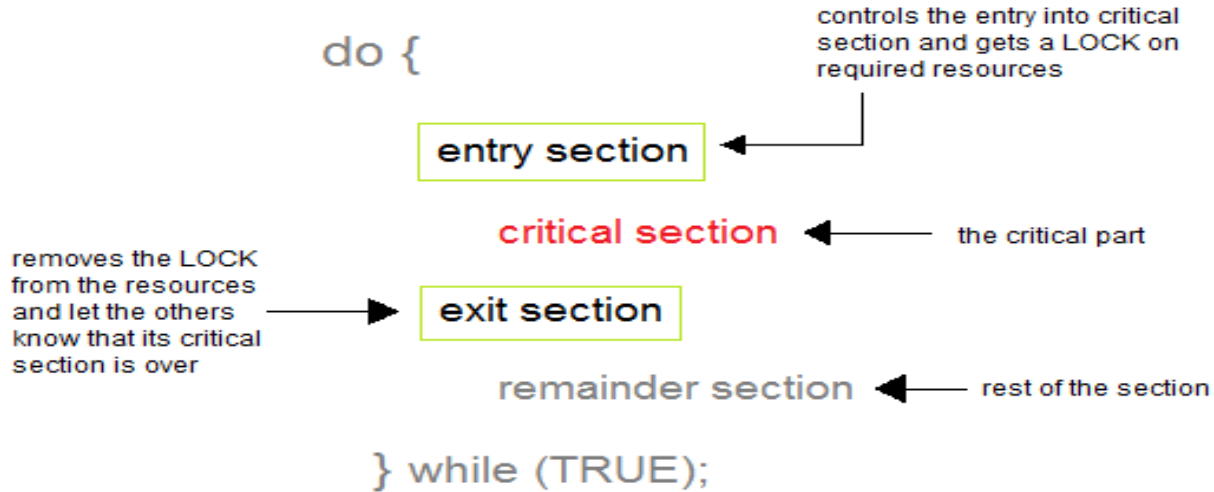 controls the entry into critical
section and gets a LOCK on
required resources
do {
entry section
critical section
the critical part
removes the LOCK
from the resources
and let the others
know that its critical
section is over
exit section
remainder section
rest of the section
} while (TRUE);